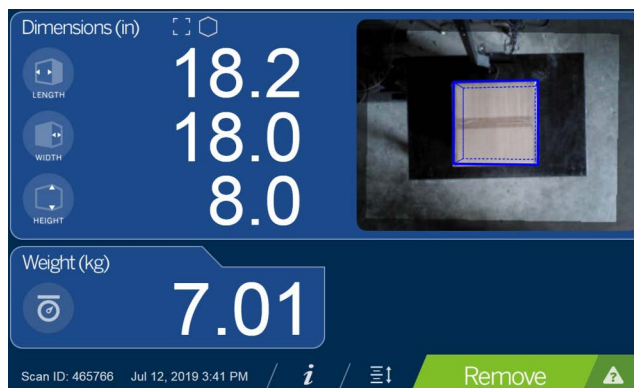 Dimensions (in)
LENGTH
18.2
WIDTH
18.0
HEIGHT
8.0
Weight (kg)
7.01
Scan ID: 465766 Jul 12, 2019 3:41 PM
i
Remove
?